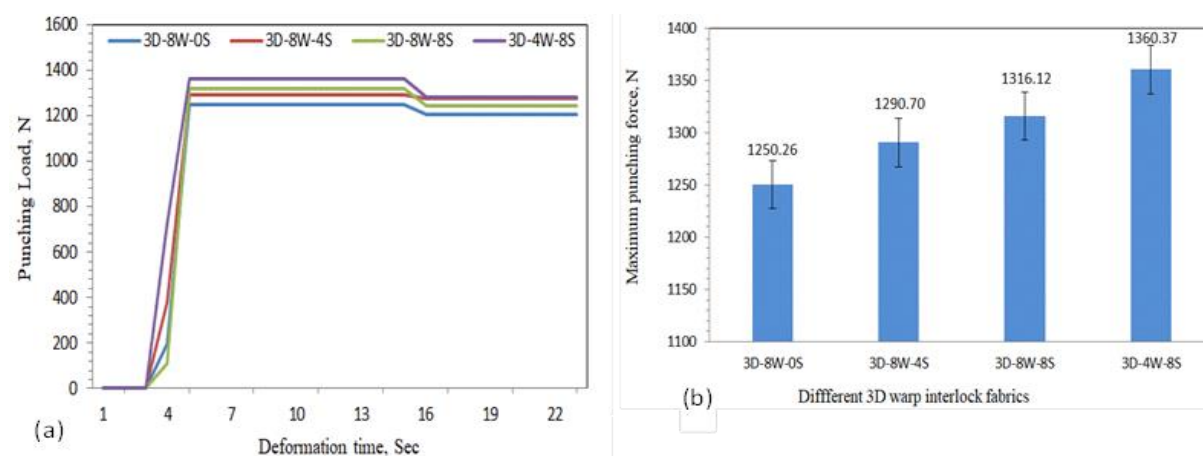 1600
1400
1200
1000
800
600
400
200
0
Punching Load, N
3D-8W-0S 3D-8W-4S 3D-8W-8S 3D-4W-8S
1 4 7 10 13 16 19 22
(a)
Deformation time, Sec
1400
1350
1300
1250
1200
1150
1100
Maximum punching force, N
1250.26
1290.70
1316.12
1360.37
3D-8W-0S 3D-8W-4S 3D-8W-8S 3D-4W-8S
(b)
Diffferent 3D warp interlock fabrics